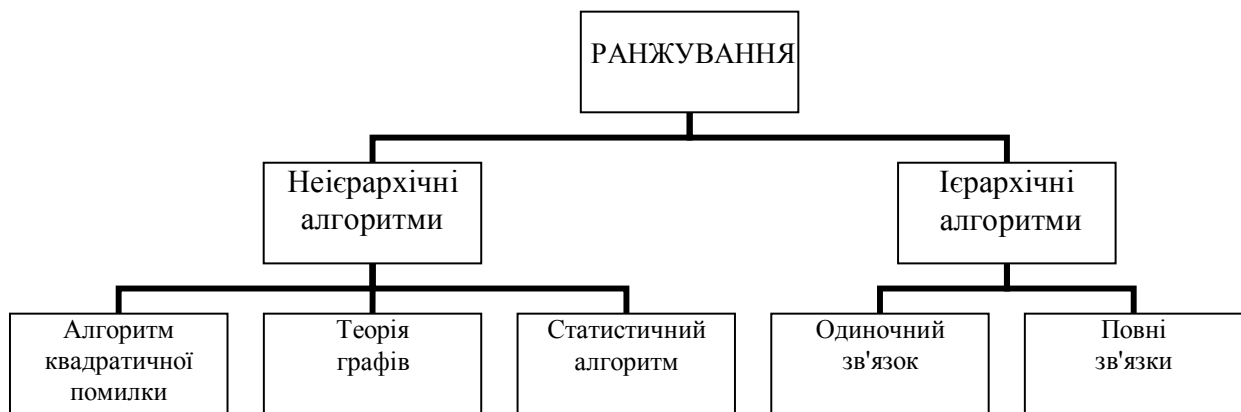 РАНЖУВАННЯ
Неієрархічні
алгоритми
Ієрархічні
алгоритми
Алгоритм
квадратичної
помилки
Теорія
графів
Статистичний
алгоритм
Одиночний
зв'язок
Повні
зв'язки